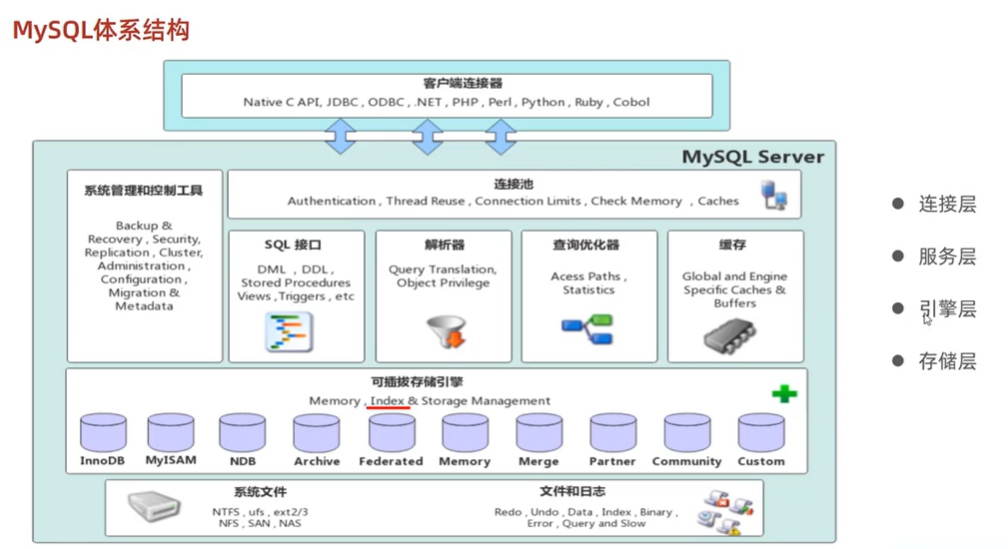 MySQL体系结构
客户端连接器
Native C API, JDBC , ODBC , .NET , PHP , Perl , Python , Ruby , Cobol
MySQL Server
系统管理和控制工具
Backup &
Recovery , Security,
Replication , Cluster,
Administration ,
Configuration ,
Migration &
Metadata
连接池
Authentication , Thread Reuse , Connection Limits , Check Memory , Caches
SQL 接口
DML , DDL ,
Stored Procedures
Views ,Triggers , etc
解析器
Query Translation,
Object Privilege
查询优化器
Acess Paths ,
Statistics
缓存
Global and Engine
Specific Caches &
Buffers
可插拔存储引擎
Memory , Index & Storage Management
InnoDB
MyISAM
NDB
Archive
Federated
Memory
Merge
Partner
Community
Custom
系统文件
NTFS , ufs , ext2/3
NFS , SAN , NAS
文件和日志
Redo , Undo , Data , Index , Binary ,
Error , Query and Slow
连接层
服务层
引擎层
存储层